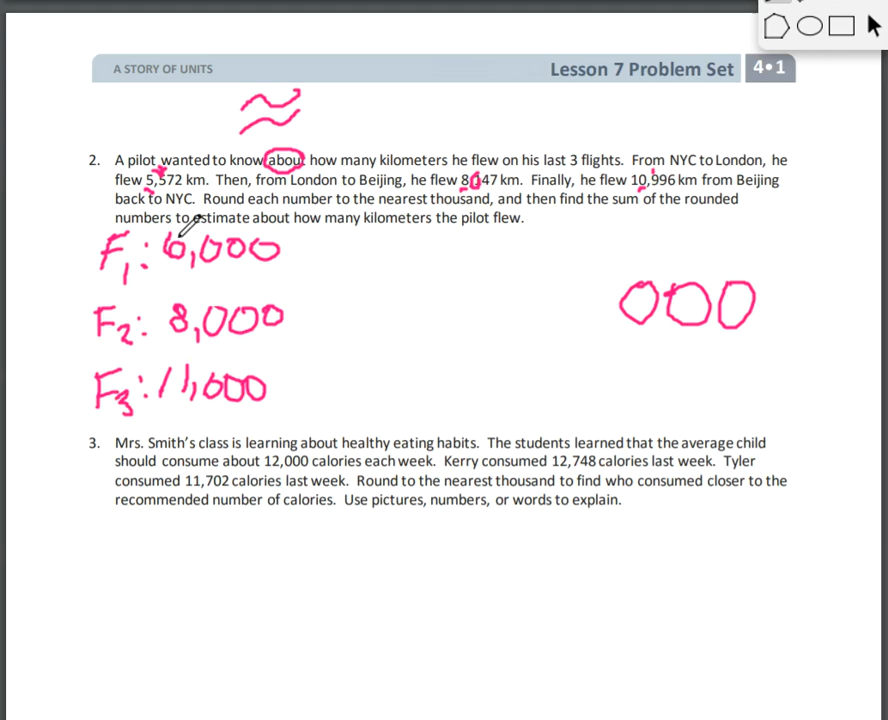 A STORY OF UNITS
Lesson 7 Problem Set 4•1
≈
2. A pilot wanted to know about how many kilometers he flew on his last 3 flights. From NYC to London, he
flew 5,572 km. Then, from London to Beijing, he flew 8,147 km. Finally, he flew 10,996 km from Beijing
back to NYC. Round each number to the nearest thousand, and then find the sum of the rounded
numbers to estimate about how many kilometers the pilot flew.
F1: 6,000
F2: 8,000
000
F3: 11,000
3. Mrs. Smith's class is learning about healthy eating habits. The students learned that the average child
should consume about 12,000 calories each week. Kerry consumed 12,748 calories last week. Tyler
consumed 11,702 calories last week. Round to the nearest thousand to find who consumed closer to the
recommended number of calories. Use pictures, numbers, or words to explain.